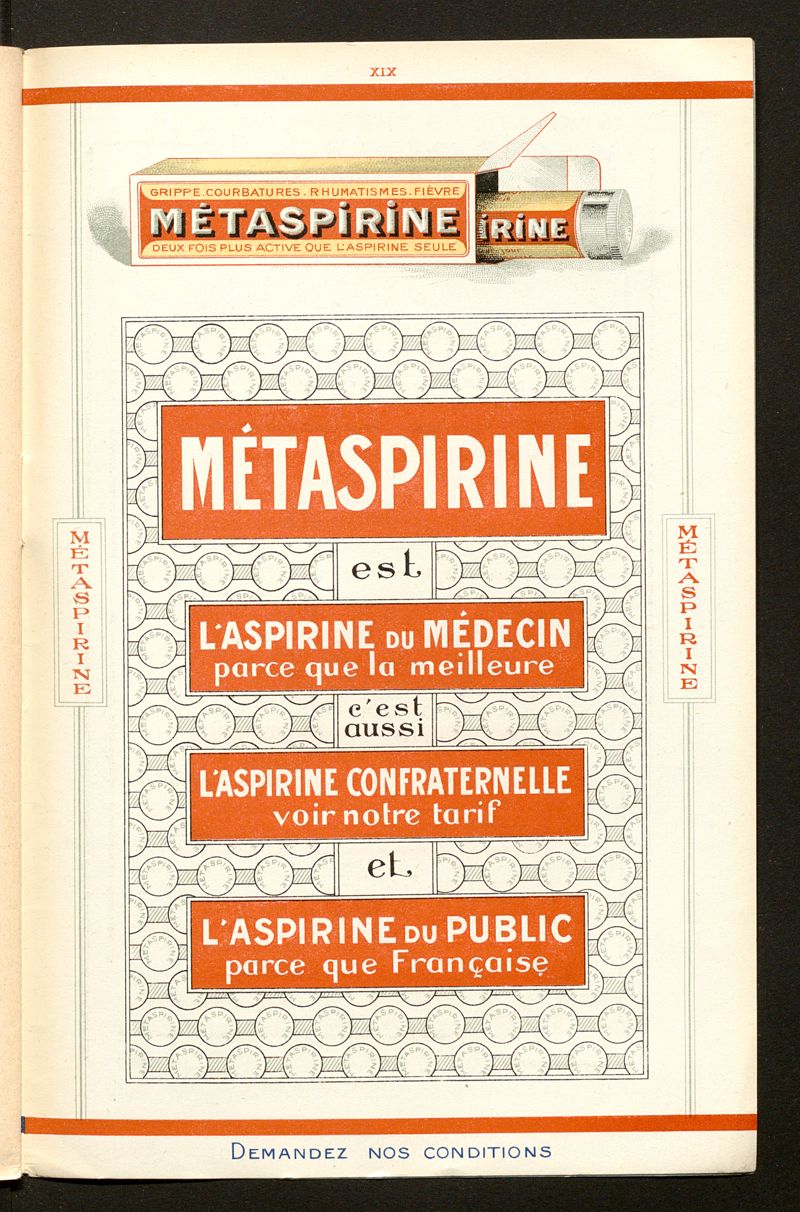 XIX
GRIPPE.COURBATURES.RHUMATISMES.FIÈVRE
MÉTASPIRINE
DEUX FOIS PLUS ACTIVE QUE L'ASPIRINE SEULE
IRINE
MÉTASPIRINE
est
L'ASPIRINE DU MÉDECIN
parce que la meilleure
c'est
aussi
L'ASPIRINE CONFRATERNELLE
voir notre tarif
et
L'ASPIRINE DU PUBLIC
parce que Française
MÉTASPIRINE
MÉTASPIRINE
DEMANDEZ NOS CONDITIONS